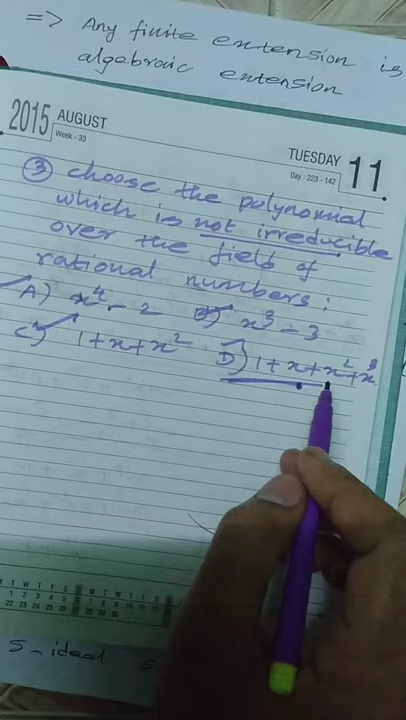 => Any finite extension is
algebraic extension
2015 AUGUST
Week - 33
TUESDAY 11
Day : 223 - 142
③ choose the polynomial
which is not irreducible
over the field of
rational numbers:
A) x⁴ - 2 B) x³ - 3
C) 1+x+x² D) 1+x+x²+x³
S-ideal